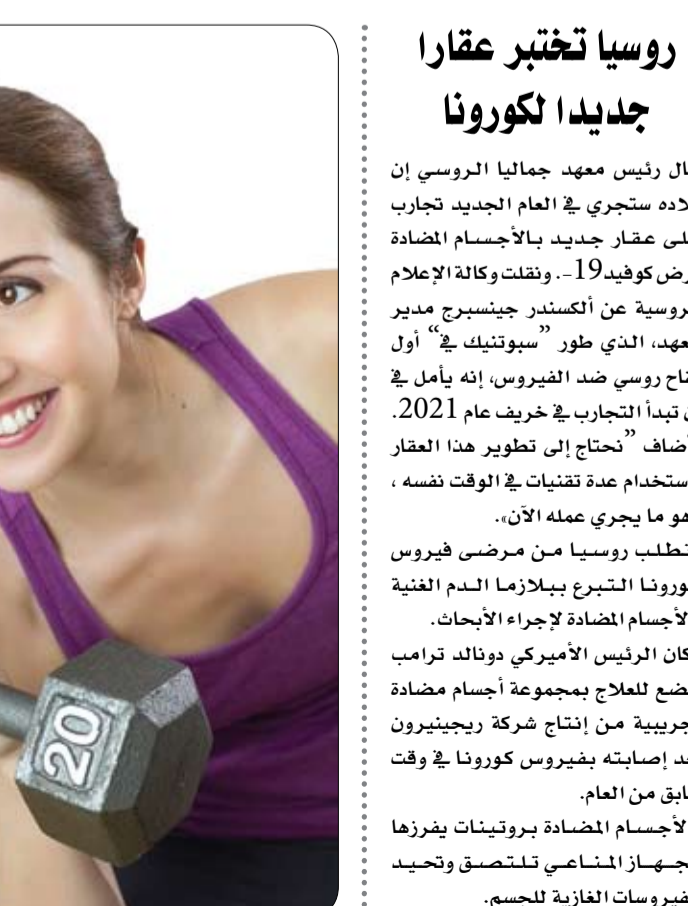 روسيا تختبر عقارا
جديدا لكورونا
ال رئيس معهد جماليا الروسي إن
لاده ستجري في العام الجديد تجارب
لى عقار جديد بالأجسام المضادة
رض كوفيد19-. ونقلت وكالة الإعلام
روسية عن ألكسندر جينسبرج مدير
عهد، الذي طور ”سبوتنيك في“ أول
اح روسي ضد الفيروس، إنه يأمل في
ن تبدأ التجارب في خريف عام 2021.
أضاف ”نحتاج إلى تطوير هذا العقار
ستخدام عدة تقنيات في الوقت نفسه ،
هو ما يجري عمله الآن».
تطلب روسيا من مرضى فيروس
ورونا التبرع ببلازما الدم الغنية
الأجسام المضادة لإجراء الأبحاث.
كان الرئيس الأميركي دونالد ترامب
ضع للعلاج بمجموعة أجسام مضادة
جريبية من إنتاج شركة ريجينيرون
عد إصابته بفيروس كورونا في وقت
ابق من العام.
الأجسام المضادة بروتينات يفرزها
جهاز المناعي تلتصق وتحيد
فيروسات الغازية للجسم.
20